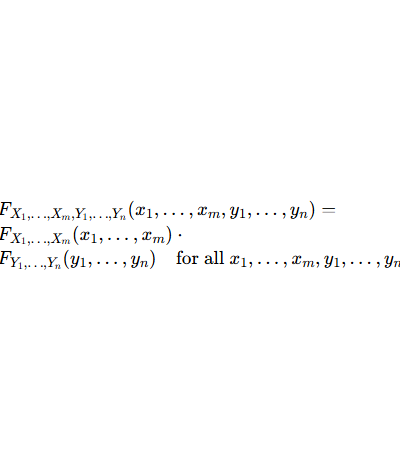 F_{X_1,…,X_m,Y_1,…,Y_n}(x_1,…,x_m,y_1,…,y_n) =
F_{X_1,…,X_m}(x_1,…,x_m) ·
F_{Y_1,…,Y_n}(y_1,…,y_n) for all x_1,…,x_m,y_1,…,y_n